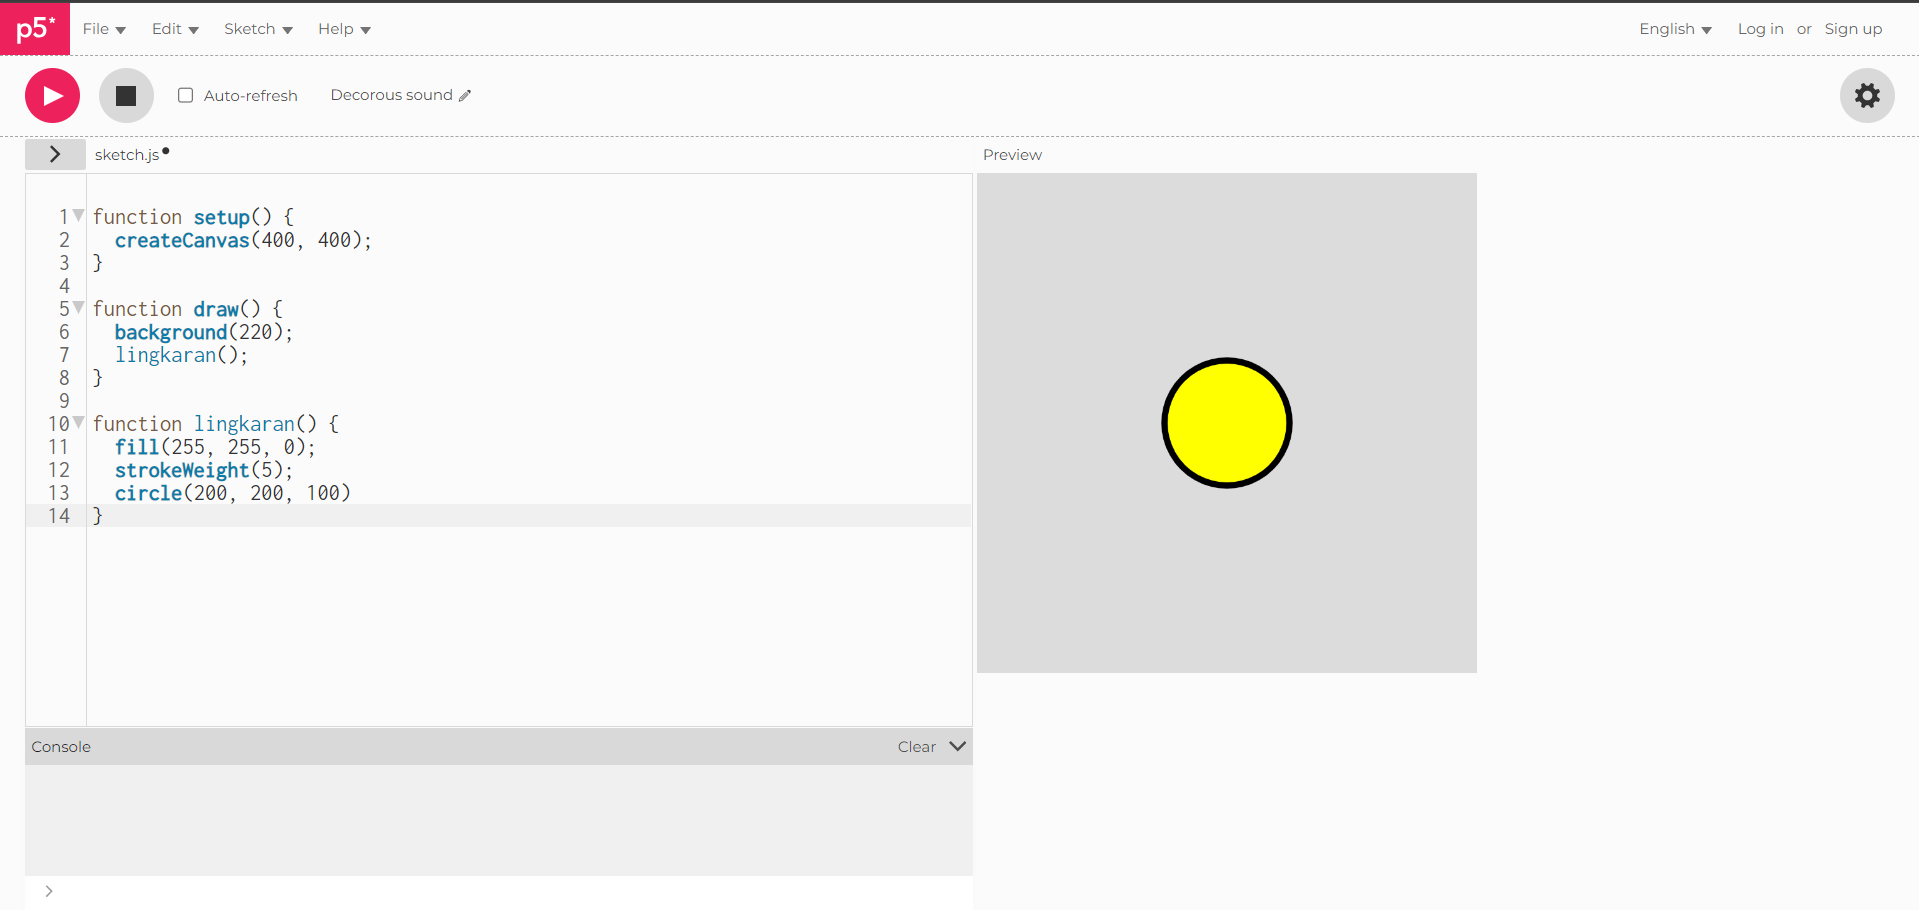 p5* File Edit Sketch Help English Log in or Sign up
Auto-refresh Decorous sound
sketch.js Preview
1 function setup() {
2 createCanvas(400, 400);
3 }
4
5 function draw() {
6 background(220);
7 lingkaran();
8 }
9
10 function lingkaran() {
11 fill(255, 255, 0);
12 strokeWeight(5);
13 circle(200, 200, 100)
14 }
Console Clear